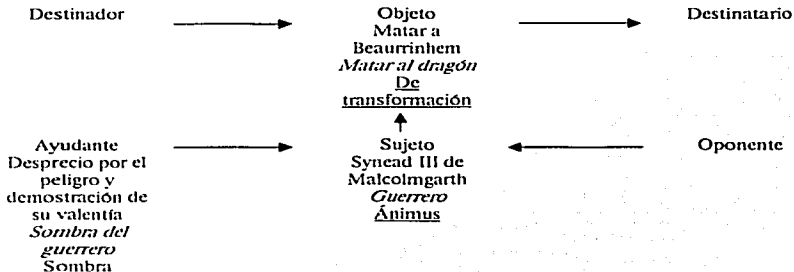 Destinador
Objeto
Destinatario
Matar a
Beaurrinhem
Matar al dragón
De
transformación
Ayudante
Sujeto
Oponente
Desprecio por el
peligro y
demostración de
su valentía
Sombra del
guerrero
Sombra
Synead III de
Malcolmgarth
Guerrero
Ánimus